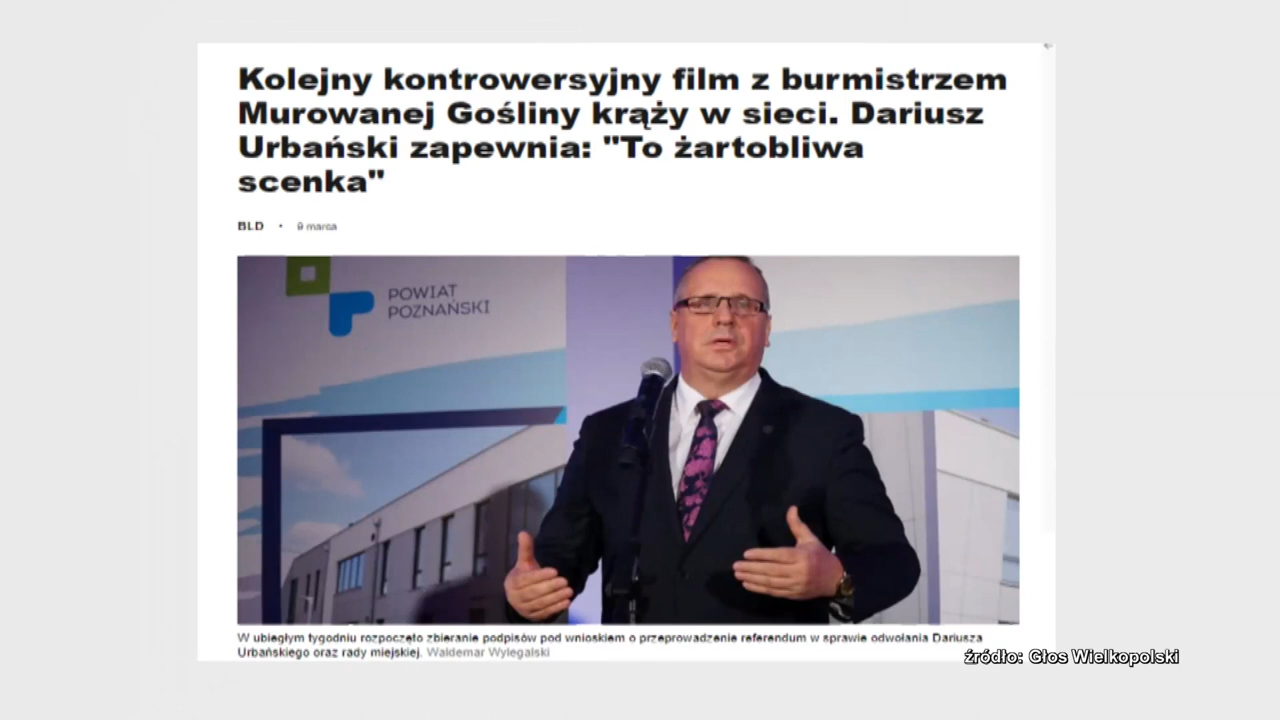 Kolejny kontrowersyjny film z burmistrzem
Murowanej Gośliny krąży w sieci. Dariusz
Urbański zapewnia: "To żartobliwa
scenka"
BLD • 9 marca
POWIAT
POZNAŃSKI
W ubiegłym tygodniu rozpoczęto zbieranie podpisów pod wnioskiem o przeprowadzenie referendum w sprawie odwołania Dariusza
Urbańskiego oraz rady miejskiej. Waldemar Wylegalski
źródło: Głos Wielkopolski